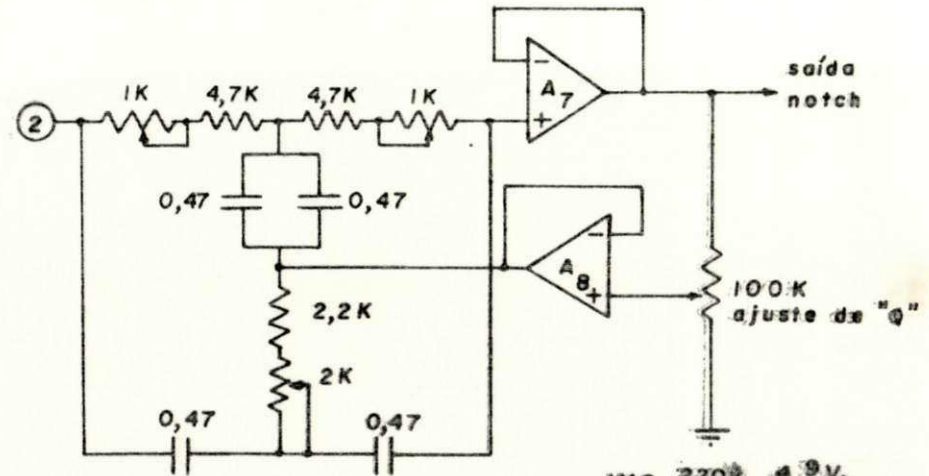 saída
notch
1K
4,7K
4,7K
1K
2
A7
-
+
0,47
0,47
-
A8
+
100K
ajuste de "Q"
2,2K
2K
0,47
0,47